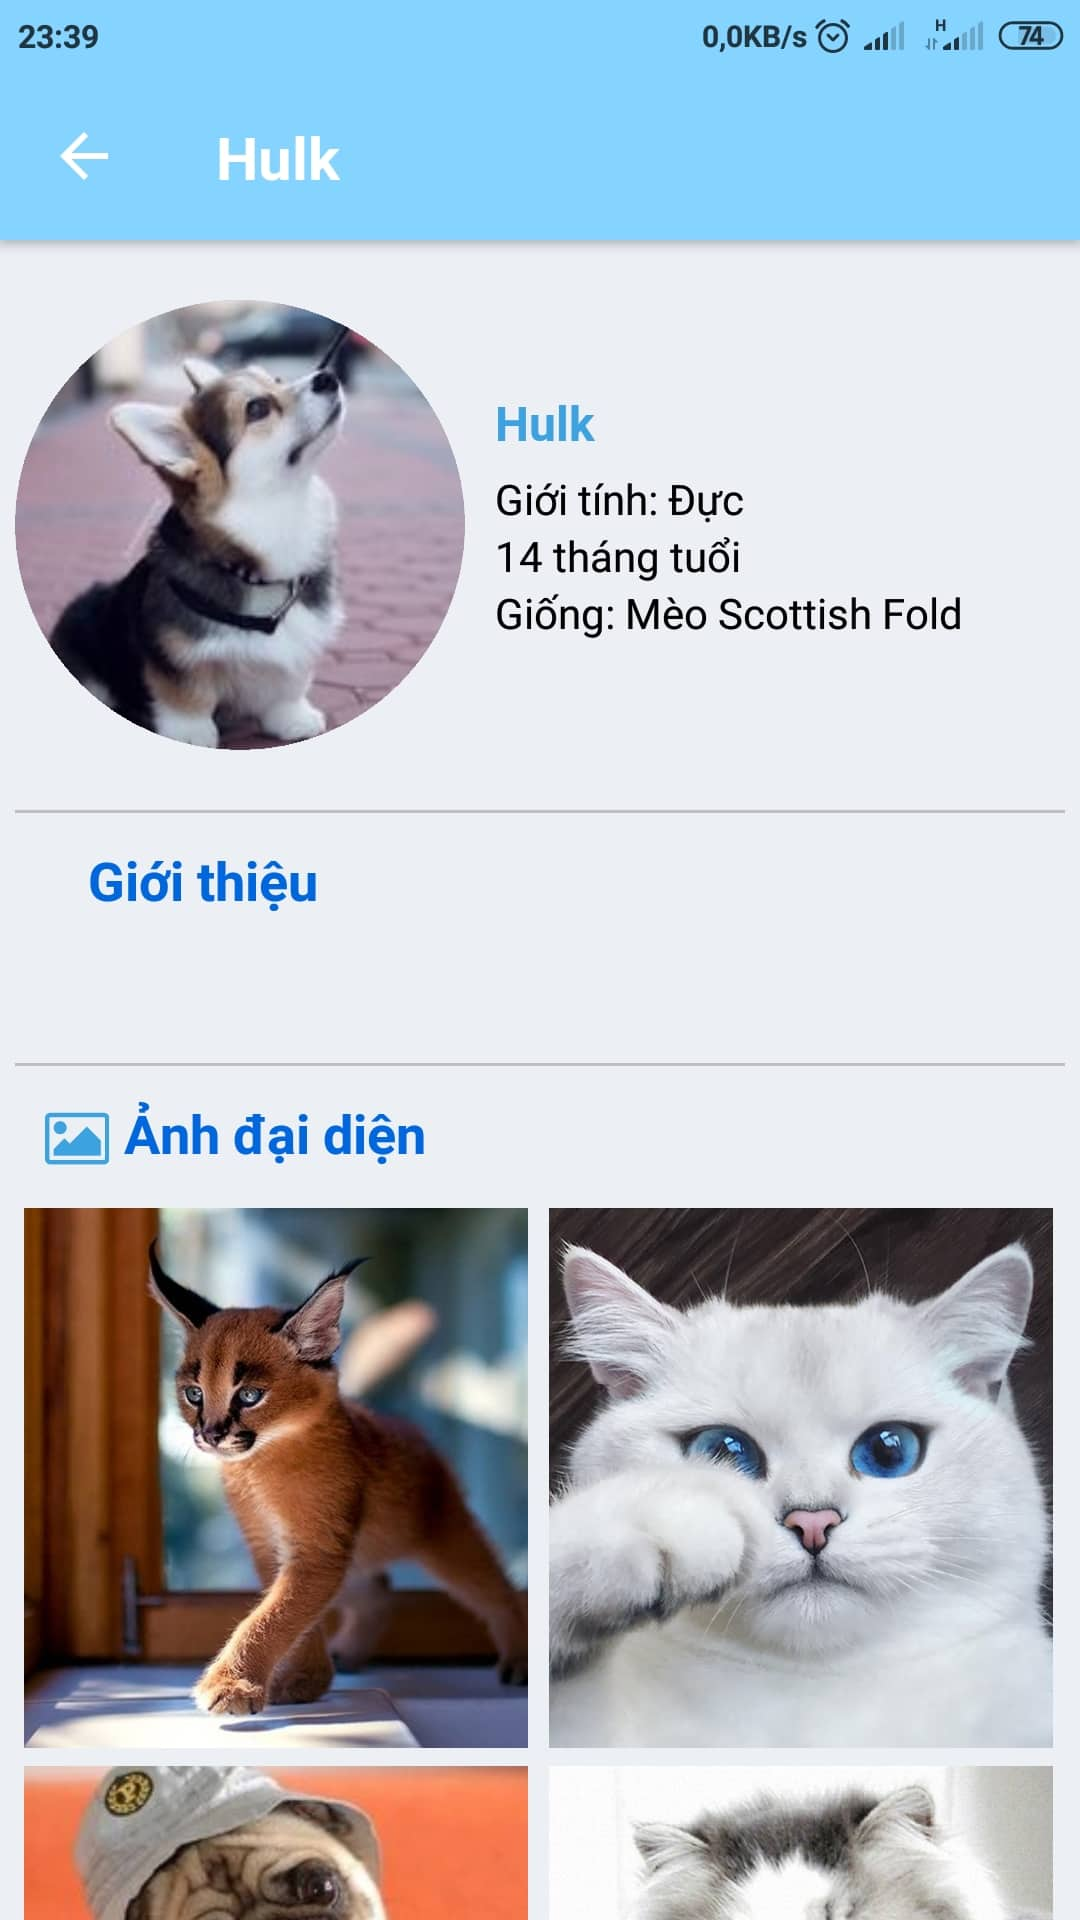 23:39 0,0KB/s H 74
Hulk
Hulk
Giới tính: Đực
14 tháng tuổi
Giống: Mèo Scottish Fold
Giới thiệu
Ảnh đại diện